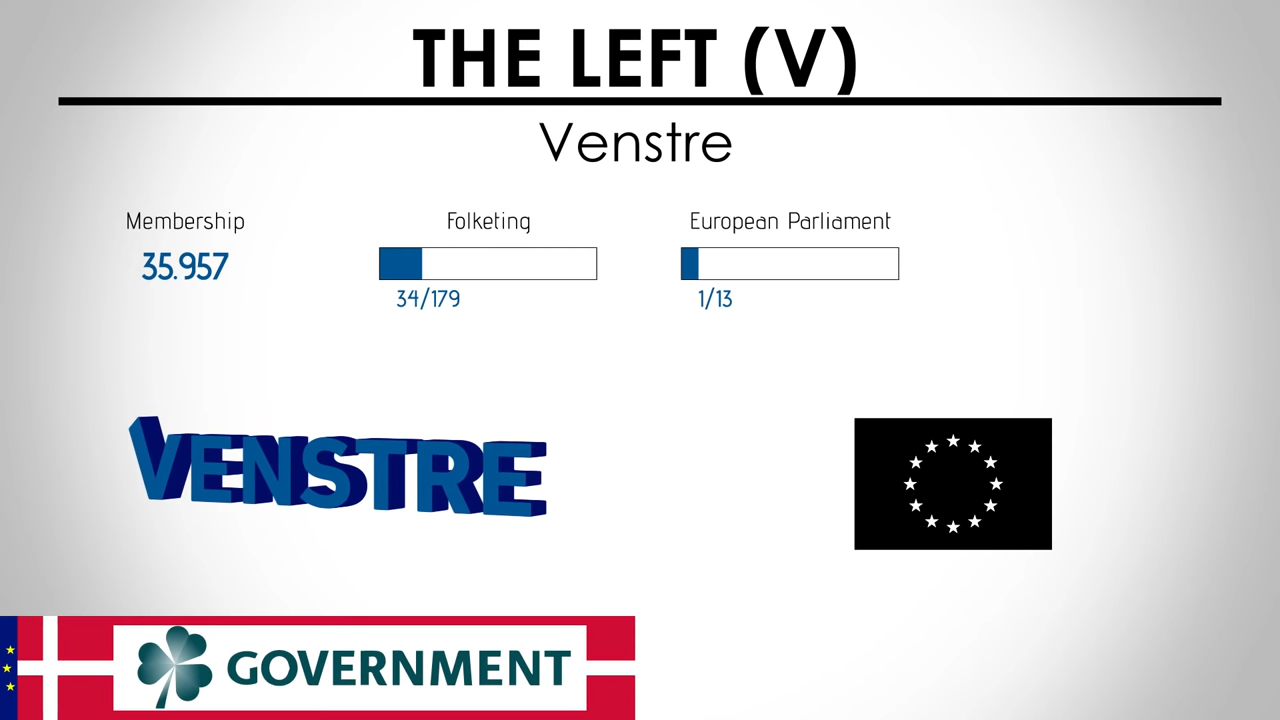 THE LEFT (V)
Venstre
Membership
Folketing
European Parliament
35.957
34/179
1/13
VENSTRE
GOVERNMENT